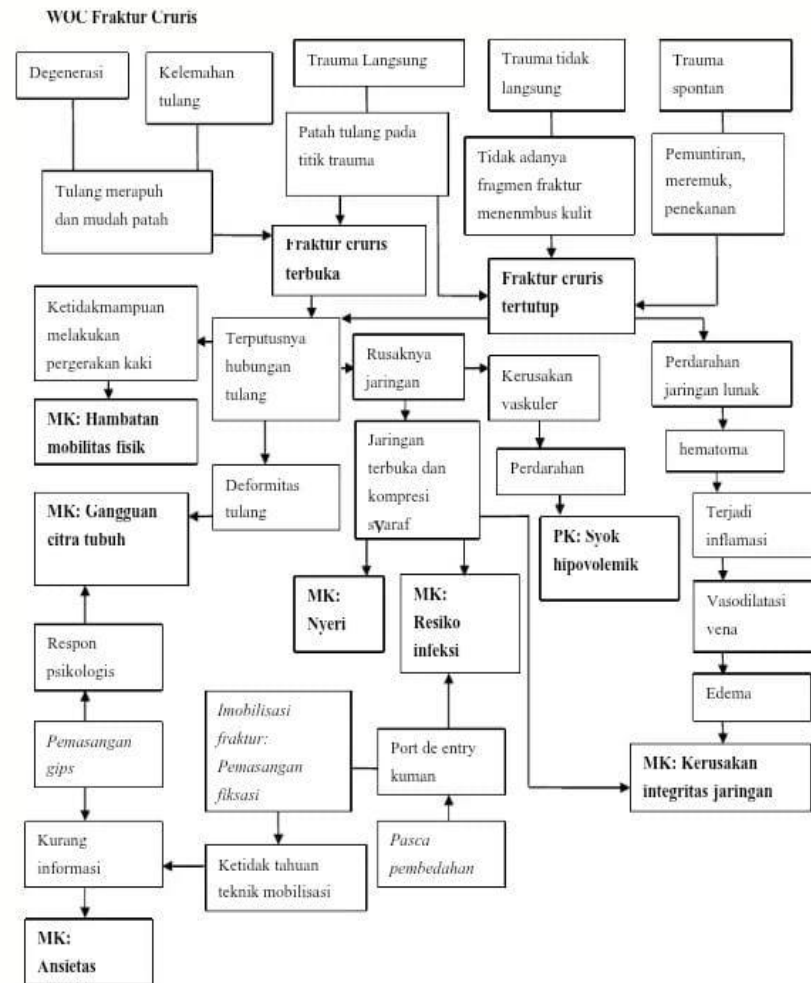 WOC Fraktur Cruris
Degenerasi
Kelemahan
tulang
Trauma Langsung
Trauma tidak
langsung
Trauma
spontan
Tulang merapuh
dan mudah patah
Patah tulang pada
titik trauma
Tidak adanya
fragmen fraktur
menenmbus kulit
Pemuntiran,
meremuk,
penekanan
Fraktur cruris
terbuka
Fraktur cruris
tertutup
Ketidakmampuan
melakukan
pergerakan kaki
Terputusnya
hubungan
tulang
Rusaknya
jaringan
Kerusakan
vaskuler
Perdarahan
jaringan lunak
MK: Hambatan
mobilitas fisik
Jaringan
terbuka dan
kompresi
syaraf
Perdarahan
hematoma
Deformitas
tulang
MK: Gangguan
citra tubuh
PK: Syok
hipovolemik
Terjadi
inflamasi
MK:
Nyeri
MK:
Resiko
infeksi
Vasodilatasi
vena
Respon
psikologis
Edema
Imobilisasi
fraktur:
Pemasangan
fiksasi
Port de entry
kuman
Pemasangan
gips
MK: Kerusakan
integritas jaringan
Kurang
informasi
Ketidak tahuan
teknik mobilisasi
Pasca
pembedahan
MK:
Ansietas